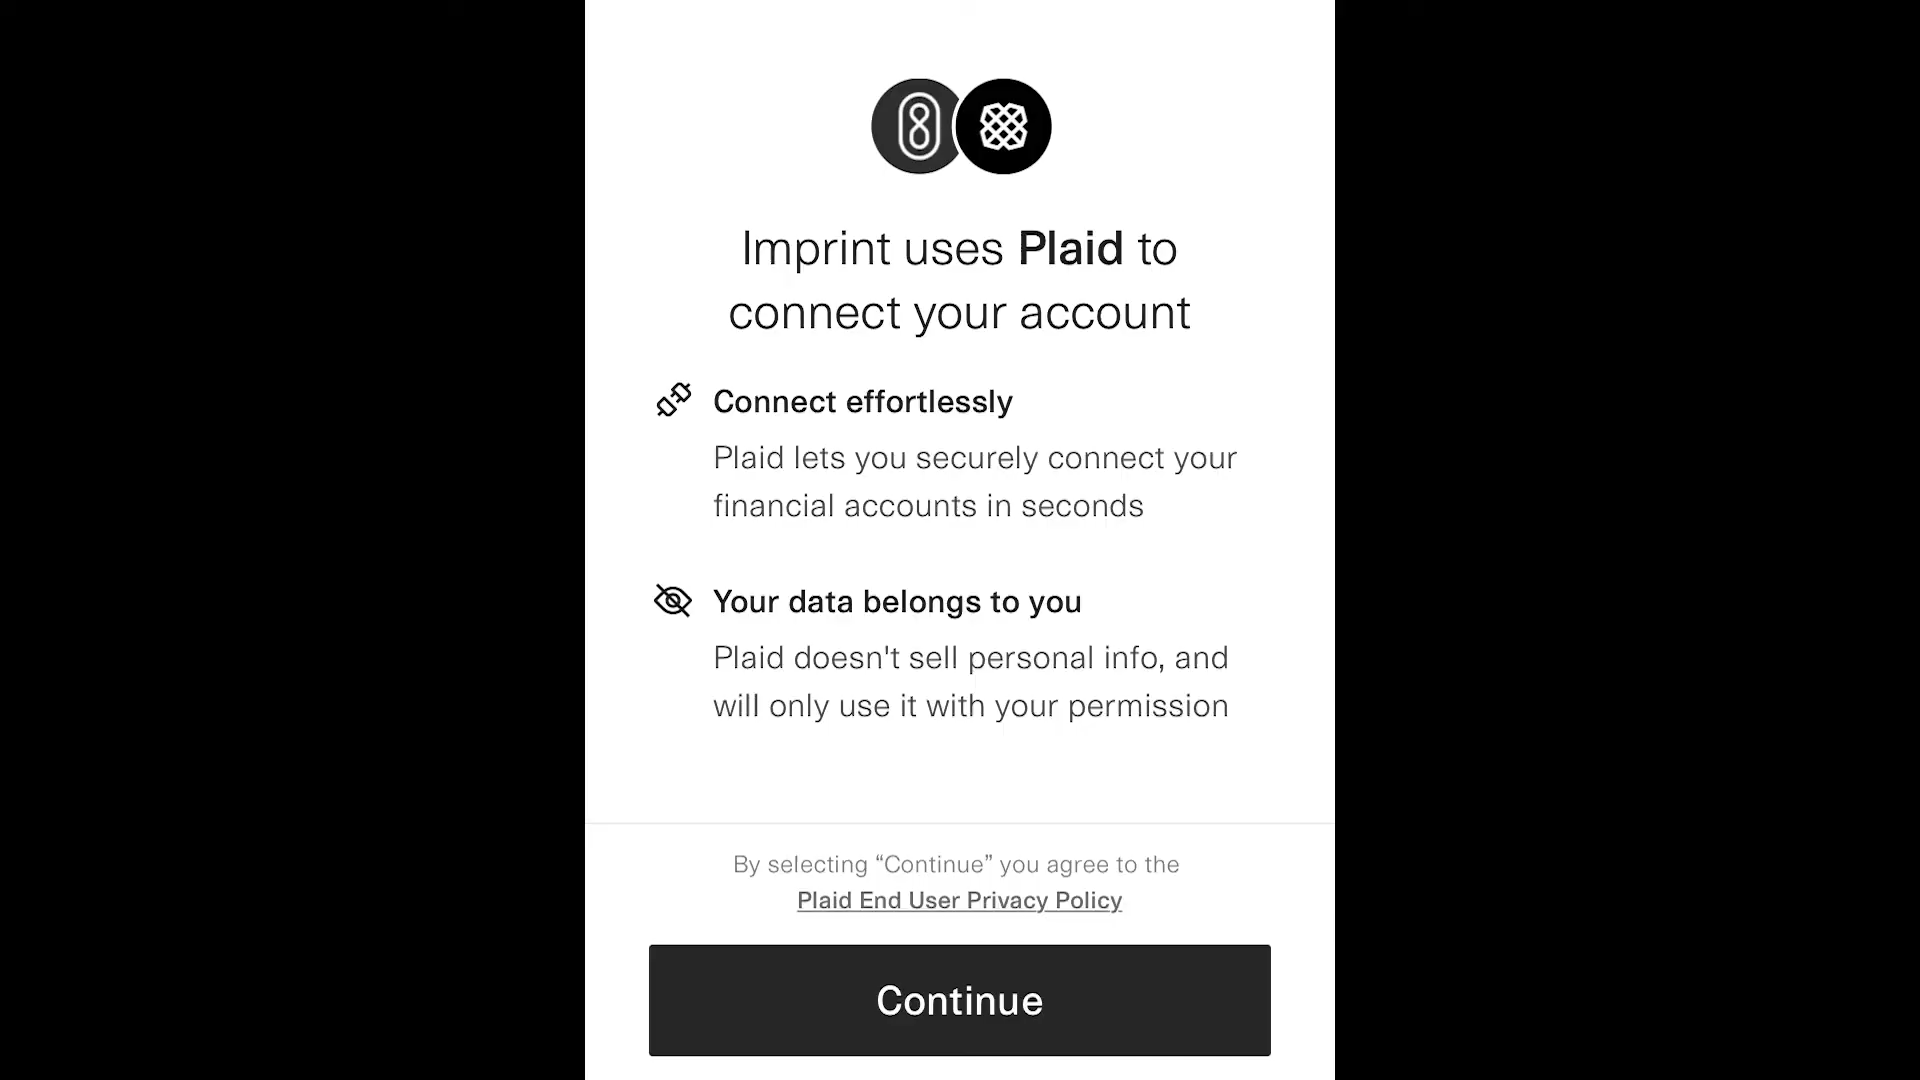 Imprint uses Plaid to
connect your account
Connect effortlessly
Plaid lets you securely connect your
financial accounts in seconds
Your data belongs to you
Plaid doesn't sell personal info, and
will only use it with your permission
By selecting “Continue” you agree to the
Plaid End User Privacy Policy
Continue